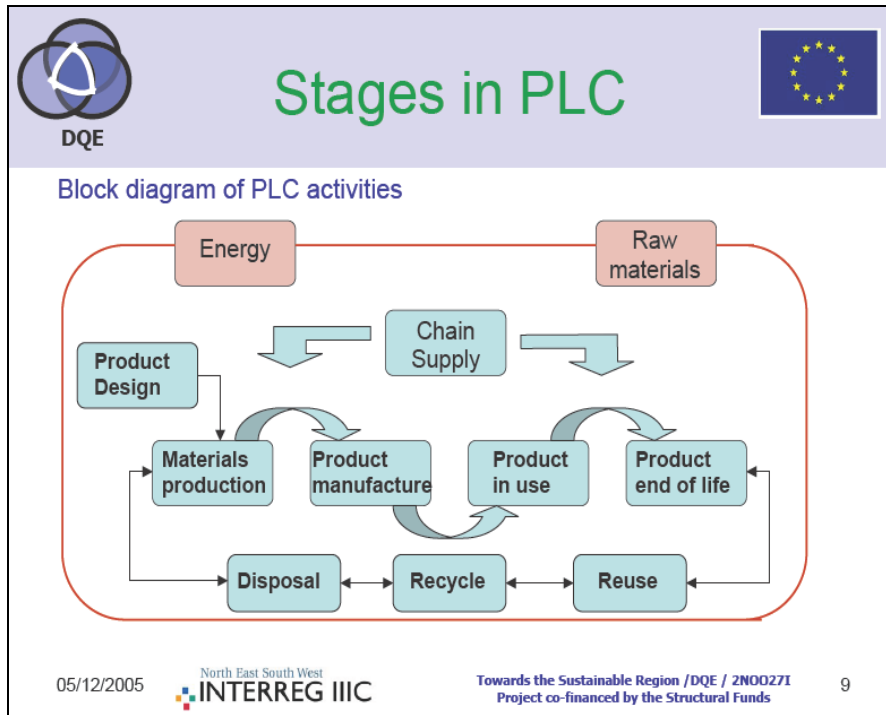 DQE
Stages in PLC
Block diagram of PLC activities
Energy
Raw
materials
Chain
Supply
Product
Design
Materials
production
Product
manufacture
Product
in use
Product
end of life
Disposal
Recycle
Reuse
05/12/2005
North East South West
INTERREG IIIC
Towards the Sustainable Region /DQE / 2NOO27I
Project co-financed by the Structural Funds
9